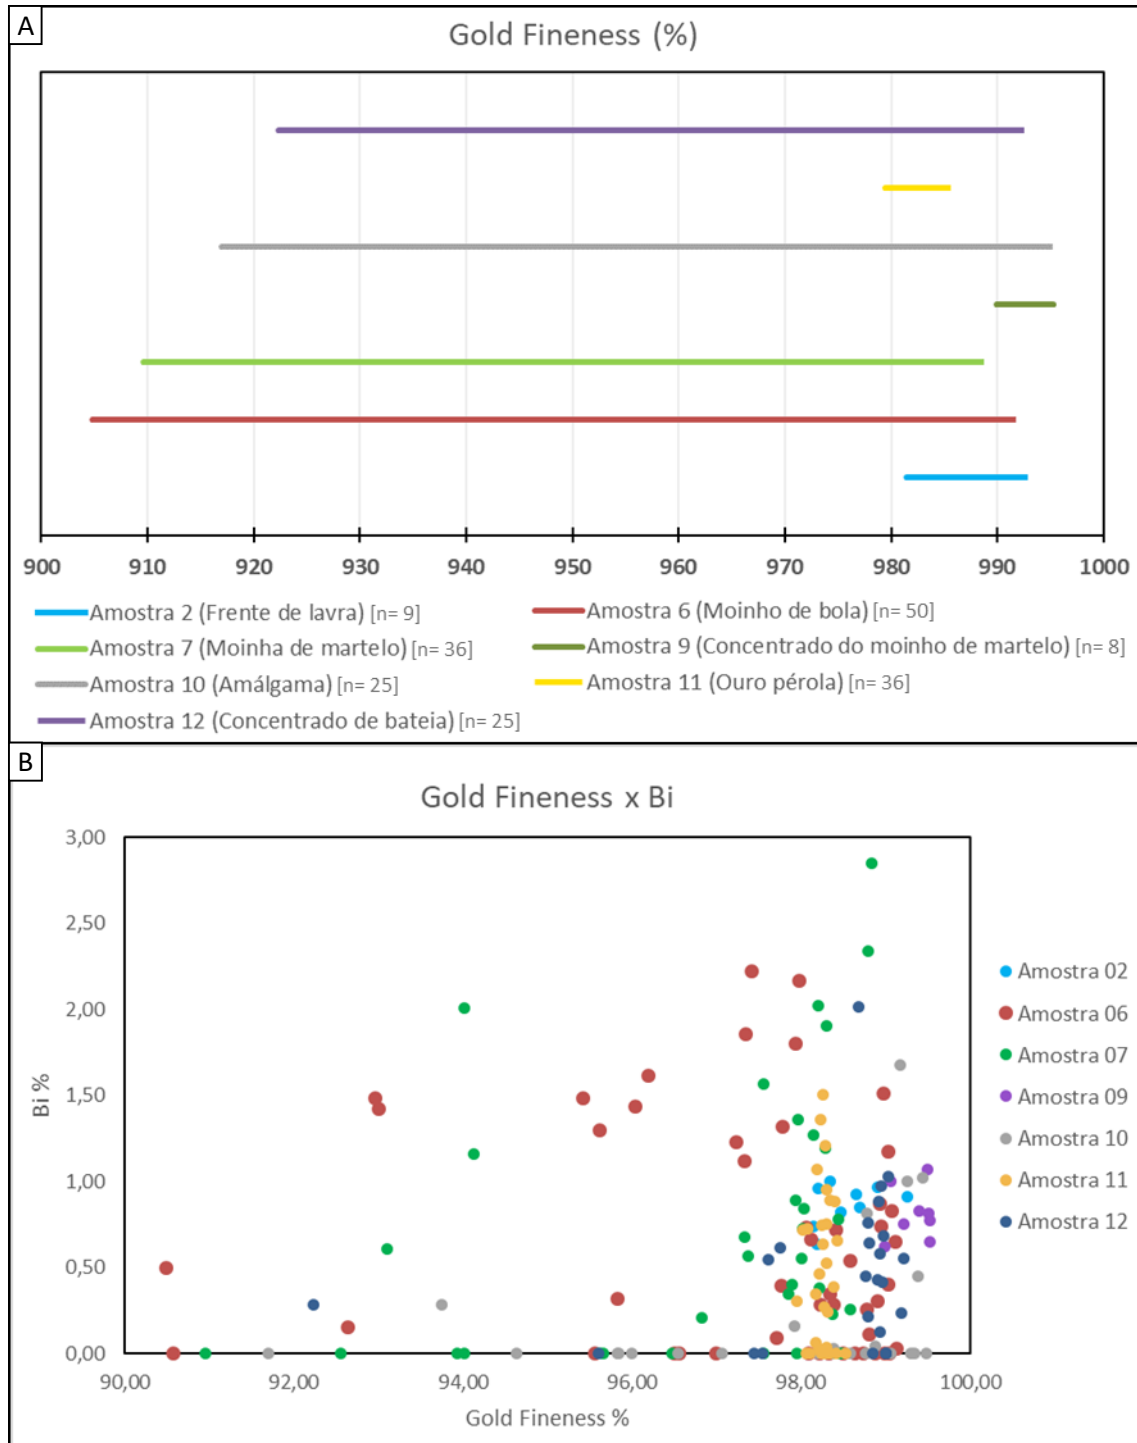 A
Gold Fineness (%)
900 910 920 930 940 950 960 970 980 990 1000
Amostra 2 (Frente de lavra) [n= 9] Amostra 6 (Moinho de bola) [n= 50]
Amostra 7 (Moinha de martelo) [n= 36] Amostra 9 (Concentrado do moinho de martelo) [n= 8]
Amostra 10 (Amálgama) [n= 25] Amostra 11 (Ouro pérola) [n= 36]
Amostra 12 (Concentrado de bateia) [n= 25]
B
Gold Fineness x Bi
3,00
2,50
2,00
1,50
1,00
0,50
0,00
Bi %
90,00 92,00 94,00 96,00 98,00 100,00
Gold Fineness %
Amostra 02
Amostra 06
Amostra 07
Amostra 09
Amostra 10
Amostra 11
Amostra 12